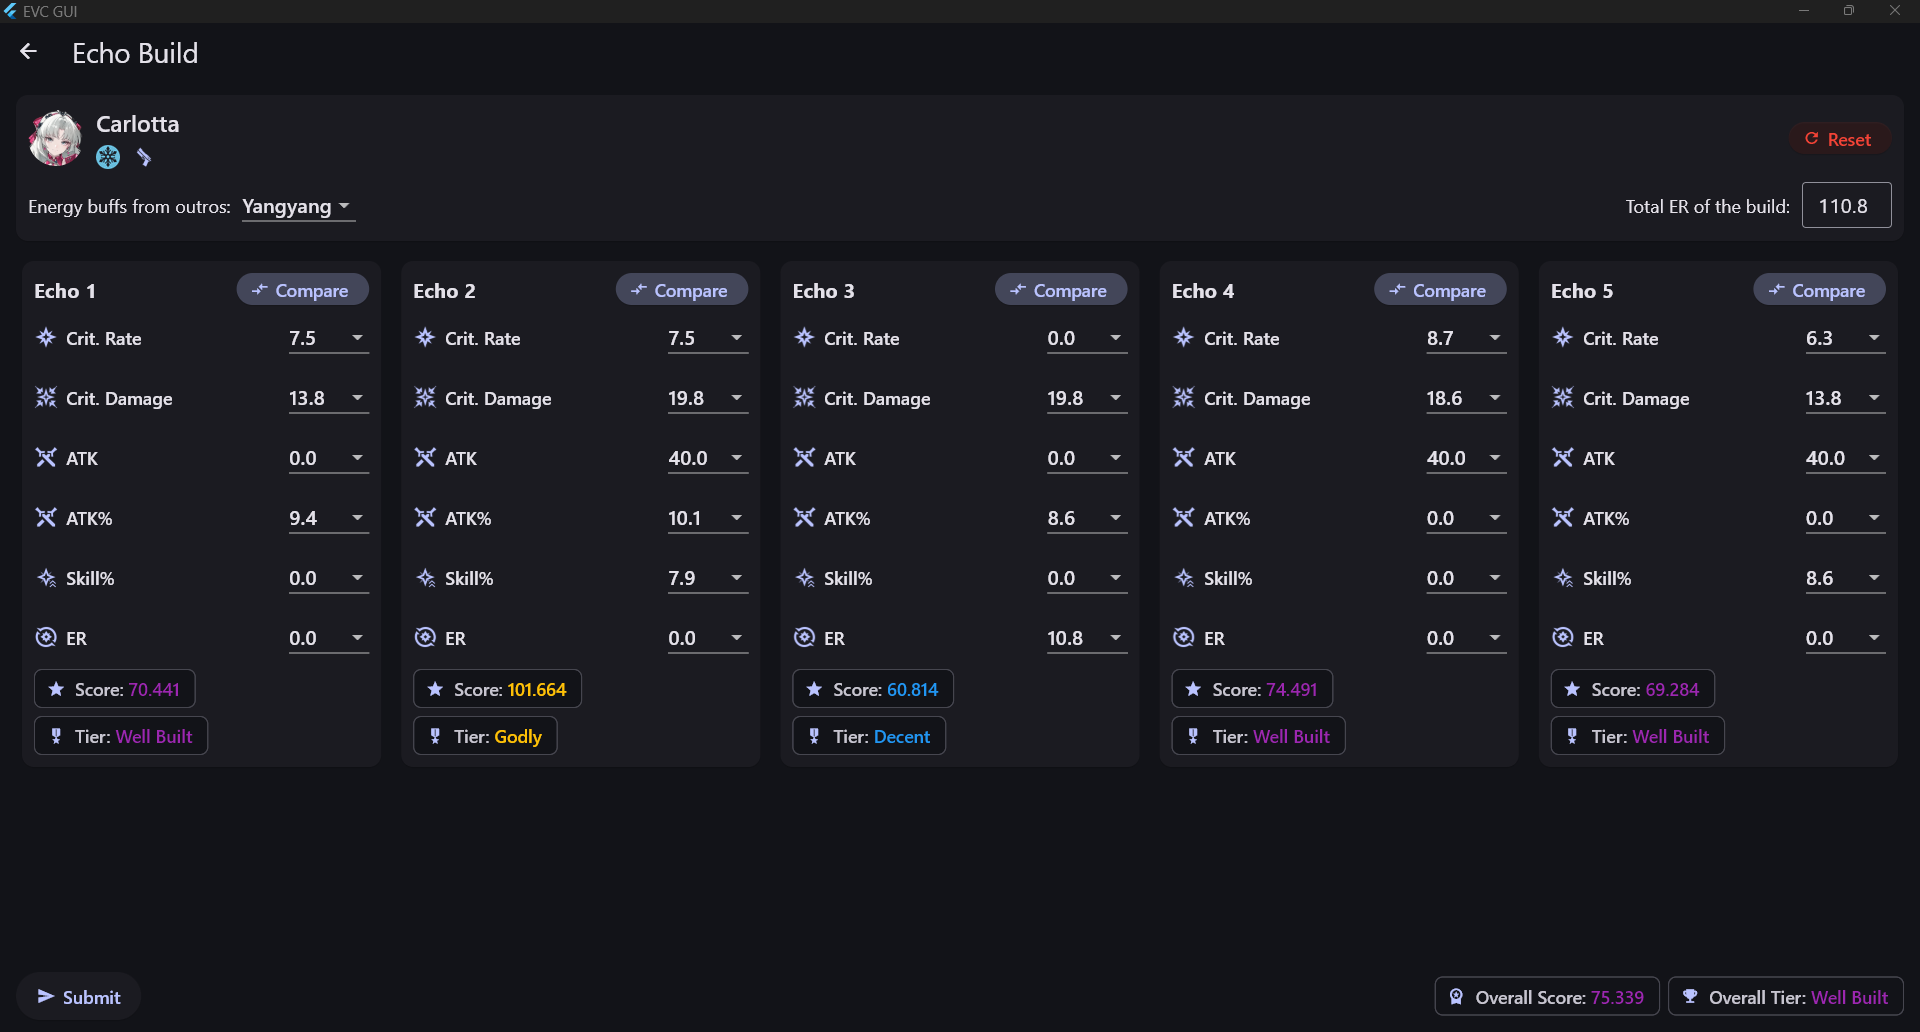 EVC GUI
Echo Build
Carlotta
Reset
Energy buffs from outros: Yangyang
Total ER of the build: 110.8
Echo 1
Compare
Crit. Rate 7.5
Crit. Damage 13.8
ATK 0.0
ATK% 9.4
Skill% 0.0
ER 0.0
Score: 70.441
Tier: Well Built
Echo 2
Compare
Crit. Rate 7.5
Crit. Damage 19.8
ATK 40.0
ATK% 10.1
Skill% 7.9
ER 0.0
Score: 101.664
Tier: Godly
Echo 3
Compare
Crit. Rate 0.0
Crit. Damage 19.8
ATK 0.0
ATK% 8.6
Skill% 0.0
ER 10.8
Score: 60.814
Tier: Decent
Echo 4
Compare
Crit. Rate 8.7
Crit. Damage 18.6
ATK 40.0
ATK% 0.0
Skill% 0.0
ER 0.0
Score: 74.491
Tier: Well Built
Echo 5
Compare
Crit. Rate 6.3
Crit. Damage 13.8
ATK 40.0
ATK% 0.0
Skill% 8.6
ER 0.0
Score: 69.284
Tier: Well Built
Submit
Overall Score: 75.339
Overall Tier: Well Built